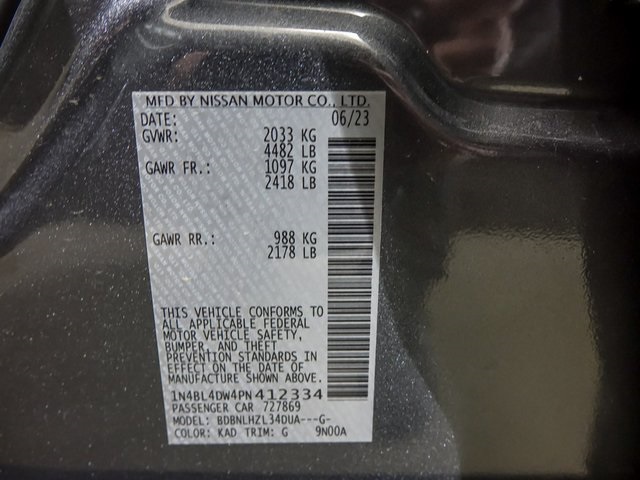 MFD BY NISSAN MOTOR CO., LTD.
DATE: 06/23
GVWR: 2033 KG
4482 LB
GAWR FR.: 1097 KG
2418 LB
GAWR RR.: 988 KG
2178 LB
THIS VEHICLE CONFORMS TO
ALL APPLICABLE FEDERAL
MOTOR VEHICLE SAFETY,
BUMPER, AND THEFT
PREVENTION STANDARDS IN
EFFECT ON THE DATE OF
MANUFACTURE SHOWN ABOVE.
1N4BL4DW4PN412334
PASSENGER CAR 727869
MODEL: BDBNLHZL34DUA---G-
COLOR: KAD TRIM: G 9N00A